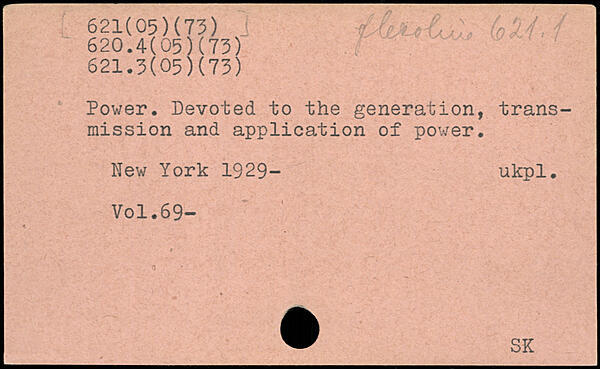 [ 621(05)(73) ] 621.1
620.4(05)(73)
621.3(05)(73)
Power. Devoted to the generation, trans-
mission and application of power.
New York 1929- ukpl.
Vol.69-
SK